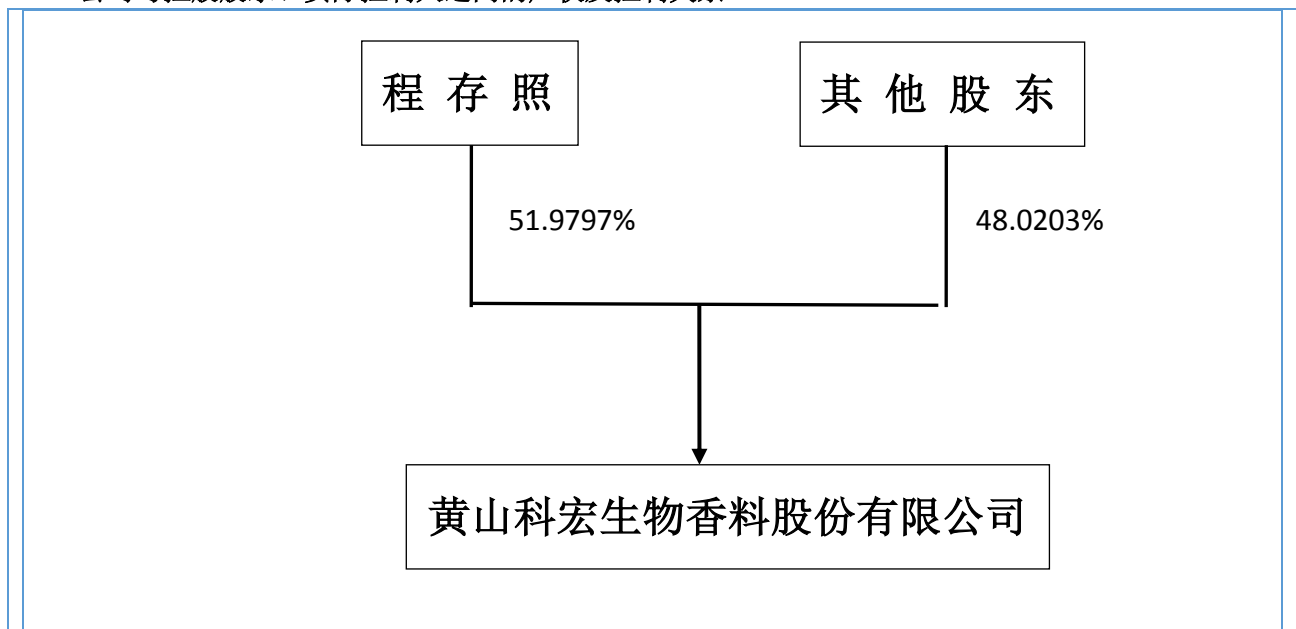 程 存 照
其 他 股 东
51.9797%
48.0203%
黄山科宏生物香料股份有限公司